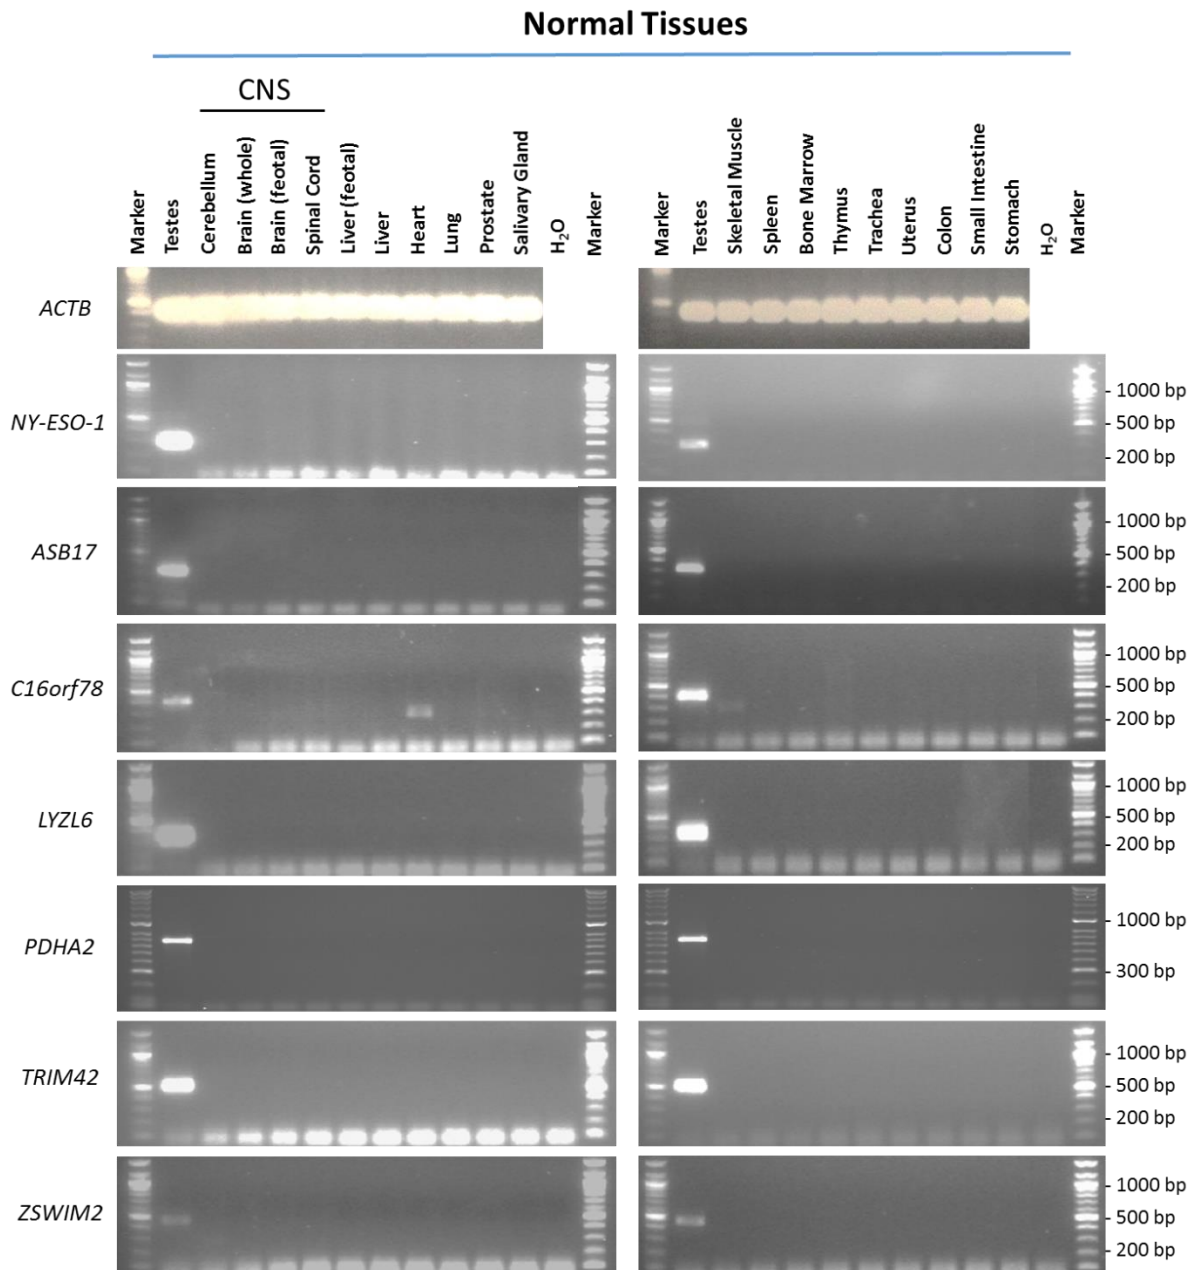 Normal Tissues
CNS
Marker
Testes
Cerebellum
Brain (whole)
Brain (feotal)
Spinal Cord
Liver (feotal)
Liver
Heart
Lung
Prostate
Salivary Gland
H₂O
Marker
Marker
Testes
Skeletal Muscle
Spleen
Bone Marrow
Thymus
Trachea
Uterus
Colon
Small Intestine
Stomach
H₂O
Marker
ACTB
NY-ESO-1
- 1000 bp
- 500 bp
- 200 bp
ASB17
- 1000 bp
- 500 bp
- 200 bp
C16orf78
- 1000 bp
- 500 bp
- 200 bp
LYZL6
- 1000 bp
- 500 bp
- 200 bp
PDHA2
- 1000 bp
- 300 bp
TRIM42
- 1000 bp
- 500 bp
- 200 bp
ZSWIM2
- 1000 bp
- 500 bp
- 200 bp